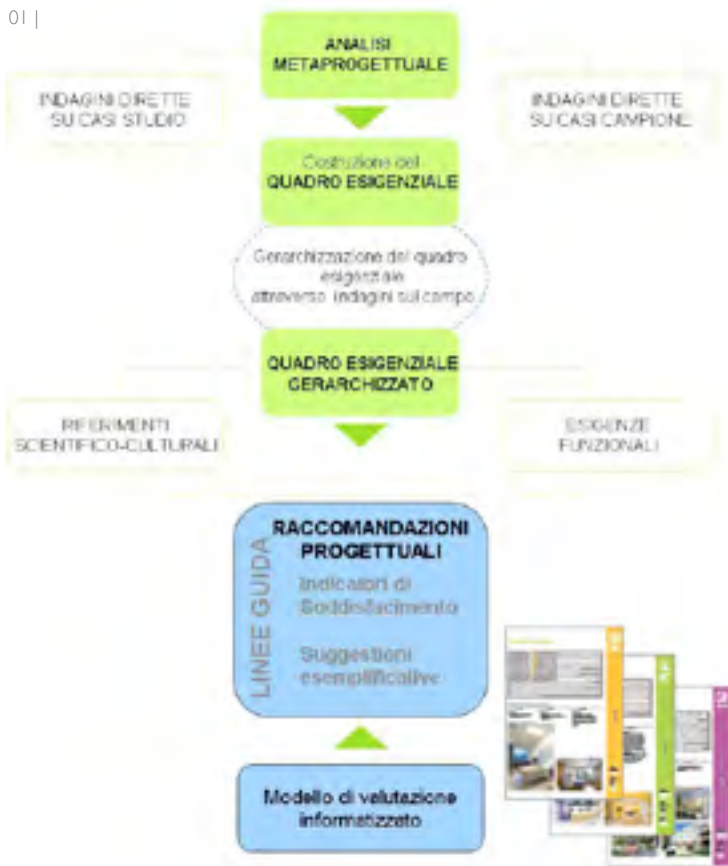 01 |
ANALISI
METAPROGETTUALE
INDAGINI DIRETTE
SU CASI STUDIO
INDAGINI DIRETTE
SU CASI CAMPIONE
Costruzione del
QUADRO ESIGENZIALE
Gerarchizzazione del quadro
esigenziale
attraverso indagini sul campo
QUADRO ESIGENZIALE
GERARCHIZZATO
RIFERIMENTI
SCIENTIFICO-CULTURALI
ESIGENZE
FUNZIONALI
LINEE GUIDA
RACCOMANDAZIONI
PROGETTUALI
Indicatori di
Soddisfacimento
Suggestioni
esemplificative
Modello di valutazione
informatizzato